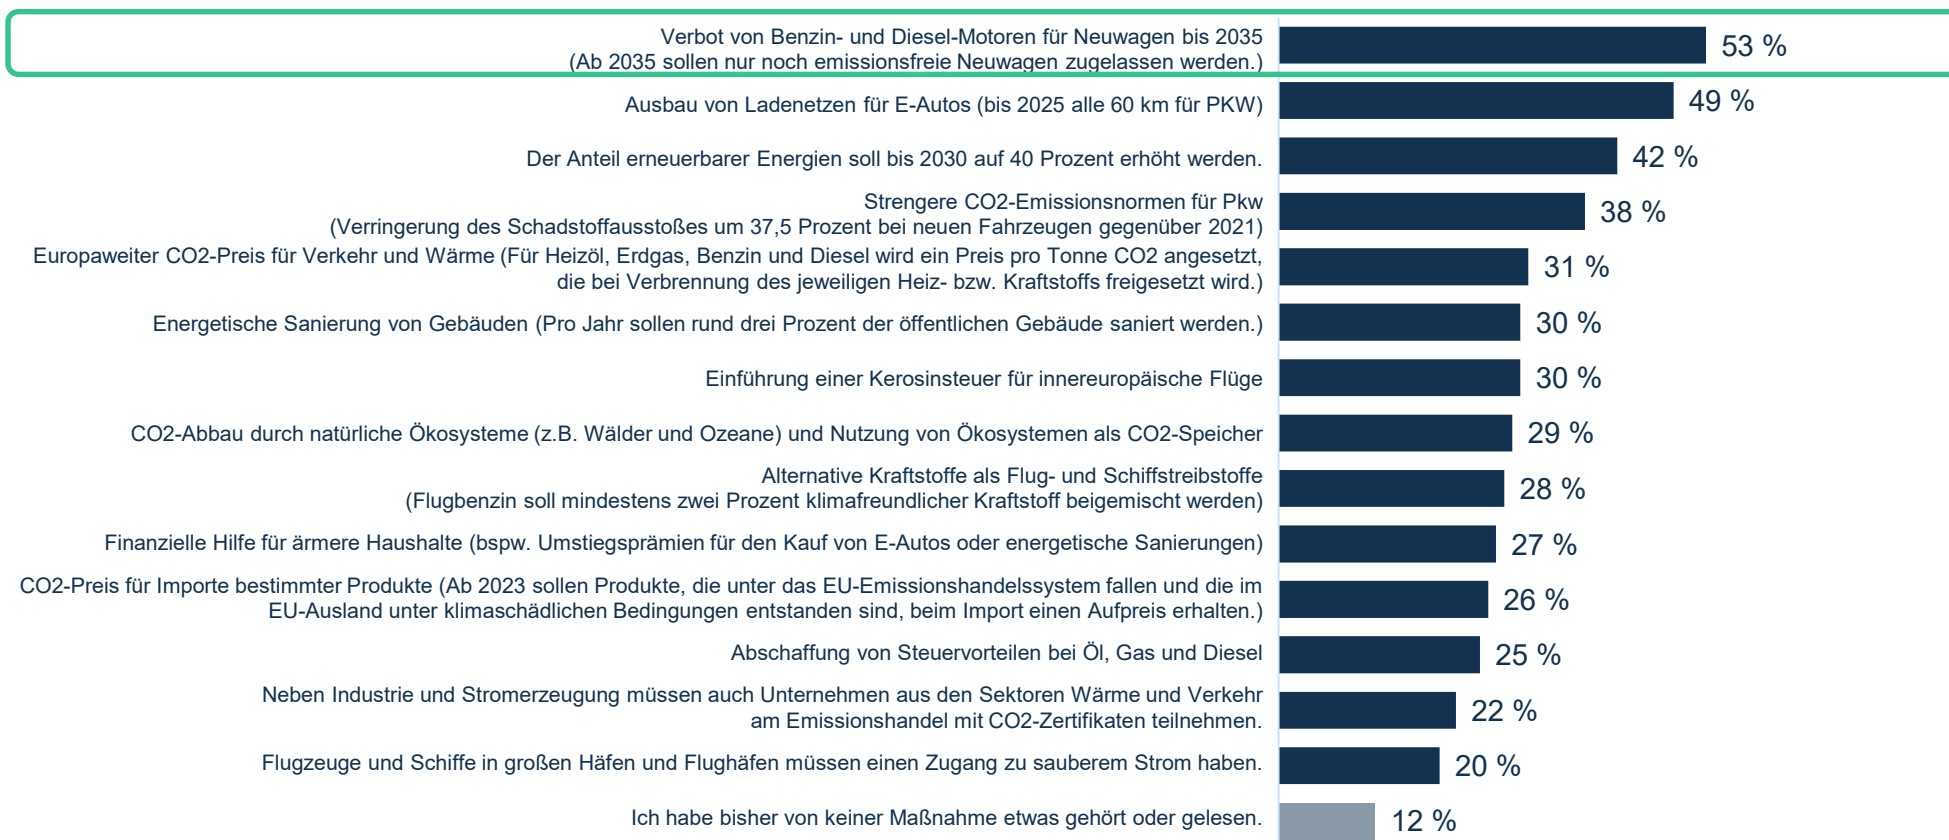 Verbot von Benzin- und Diesel-Motoren für Neuwagen bis 2035
(Ab 2035 sollen nur noch emissionsfreie Neuwagen zugelassen werden.)
53 %
Ausbau von Ladenetzen für E-Autos (bis 2025 alle 60 km für PKW)
49 %
Der Anteil erneuerbarer Energien soll bis 2030 auf 40 Prozent erhöht werden.
42 %
Strengere CO2-Emissionsnormen für Pkw
(Verringerung des Schadstoffausstoßes um 37,5 Prozent bei neuen Fahrzeugen gegenüber 2021)
38 %
Europaweiter CO2-Preis für Verkehr und Wärme (Für Heizöl, Erdgas, Benzin und Diesel wird ein Preis pro Tonne CO2 angesetzt,
die bei Verbrennung des jeweiligen Heiz- bzw. Kraftstoffs freigesetzt wird.)
31 %
Energetische Sanierung von Gebäuden (Pro Jahr sollen rund drei Prozent der öffentlichen Gebäude saniert werden.)
30 %
Einführung einer Kerosinsteuer für innereuropäische Flüge
30 %
CO2-Abbau durch natürliche Ökosysteme (z.B. Wälder und Ozeane) und Nutzung von Ökosystemen als CO2-Speicher
29 %
Alternative Kraftstoffe als Flug- und Schiffstreibstoffe
(Flugbenzin soll mindestens zwei Prozent klimafreundlicher Kraftstoff beigemischt werden)
28 %
Finanzielle Hilfe für ärmere Haushalte (bspw. Umstiegsprämien für den Kauf von E-Autos oder energetische Sanierungen)
27 %
CO2-Preis für Importe bestimmter Produkte (Ab 2023 sollen Produkte, die unter das EU-Emissionshandelssystem fallen und die im
EU-Ausland unter klimaschädlichen Bedingungen entstanden sind, beim Import einen Aufpreis erhalten.)
26 %
Abschaffung von Steuervorteilen bei Öl, Gas und Diesel
25 %
Neben Industrie und Stromerzeugung müssen auch Unternehmen aus den Sektoren Wärme und Verkehr
am Emissionshandel mit CO2-Zertifikaten teilnehmen.
22 %
Flugzeuge und Schiffe in großen Häfen und Flughäfen müssen einen Zugang zu sauberem Strom haben.
20 %
Ich habe bisher von keiner Maßnahme etwas gehört oder gelesen.
12 %